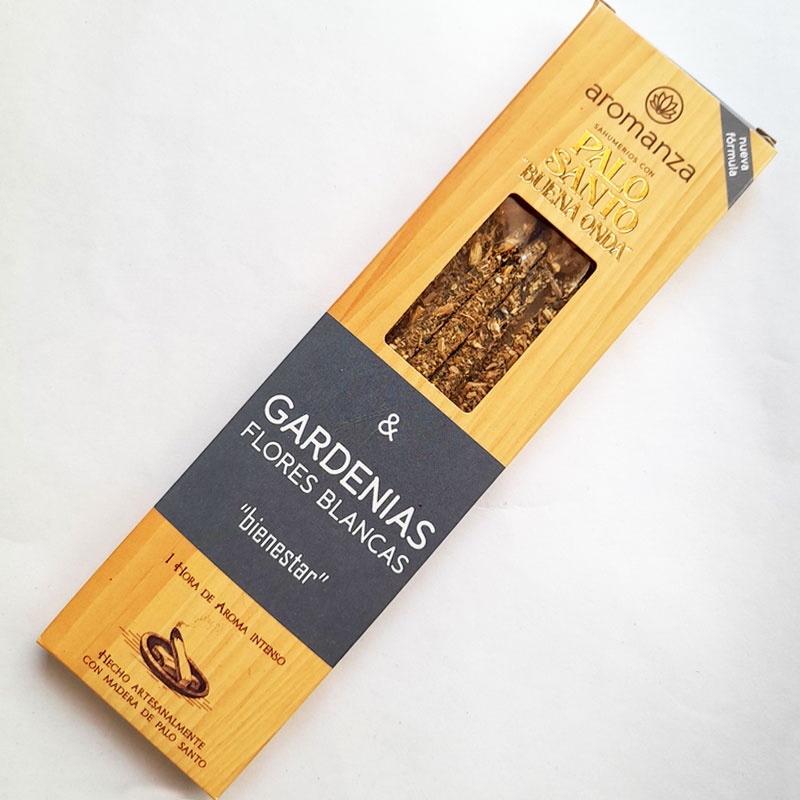 aromanza
SAHUMERIOS CON
PALO
SANTO
"BUENA ONDA"
nueva
fórmula
&
GARDENIAS
FLORES BLANCAS
"bienestar"
1 HORA DE AROMA INTENSO
HECHO ARTESANALMENTE
CON MADERA DE PALO SANTO